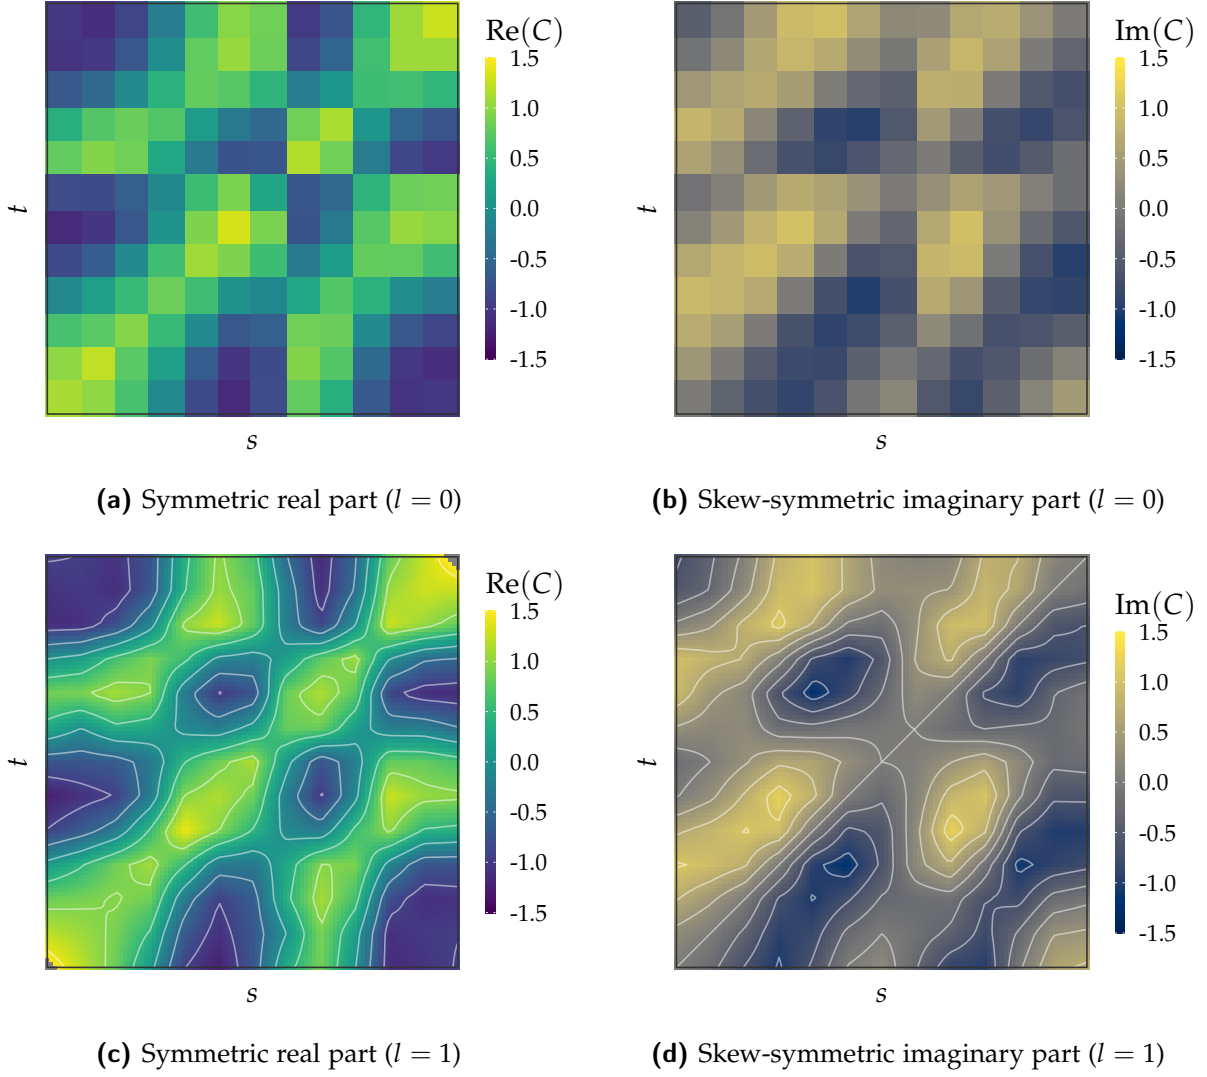 Re(C)
1.5
1.0
0.5
0.0
-0.5
-1.0
-1.5
t
s
(a) Symmetric real part (l = 0)
Im(C)
1.5
1.0
0.5
0.0
-0.5
-1.0
-1.5
t
s
(b) Skew-symmetric imaginary part (l = 0)
Re(C)
1.5
1.0
0.5
0.0
-0.5
-1.0
-1.5
t
s
(c) Symmetric real part (l = 1)
Im(C)
1.5
1.0
0.5
0.0
-0.5
-1.0
-1.5
t
s
(d) Skew-symmetric imaginary part (l = 1)